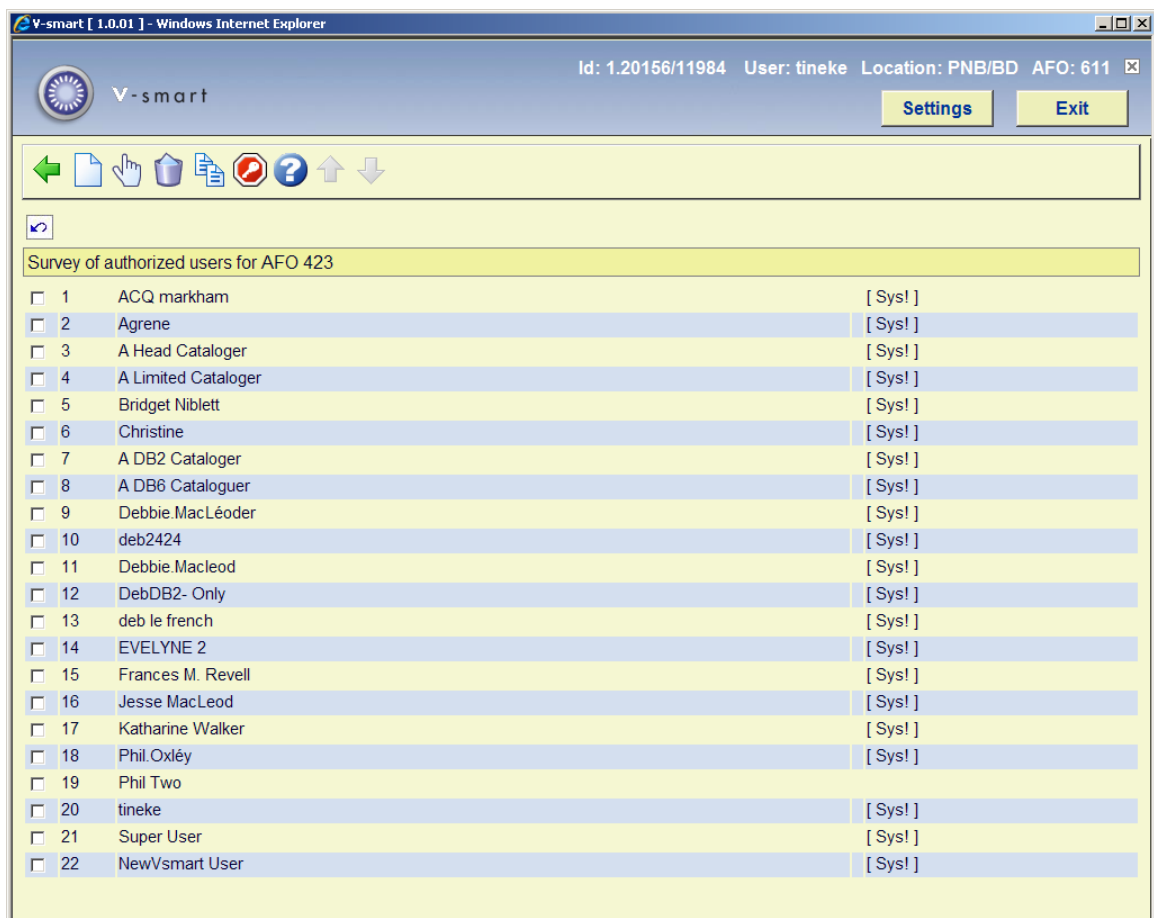 V-smart [ 1.0.01 ] - Windows Internet Explorer
Id: 1.20156/11984 User: tineke Location: PNB/BD AFO: 611
V-smart
Settings Exit
Survey of authorized users for AFO 423
1 ACQ markham [ Sys! ]
2 Agrene [ Sys! ]
3 A Head Cataloger [ Sys! ]
4 A Limited Cataloger [ Sys! ]
5 Bridget Niblett [ Sys! ]
6 Christine [ Sys! ]
7 A DB2 Cataloger [ Sys! ]
8 A DB6 Cataloguer [ Sys! ]
9 Debbie.MacLéoder [ Sys! ]
10 deb2424 [ Sys! ]
11 Debbie.Macleod [ Sys! ]
12 DebDB2- Only [ Sys! ]
13 deb le french [ Sys! ]
14 EVELYNE 2 [ Sys! ]
15 Frances M. Revell [ Sys! ]
16 Jesse MacLeod [ Sys! ]
17 Katharine Walker [ Sys! ]
18 Phil.Oxléy [ Sys! ]
19 Phil Two
20 tineke [ Sys! ]
21 Super User [ Sys! ]
22 NewVsmart User [ Sys! ]